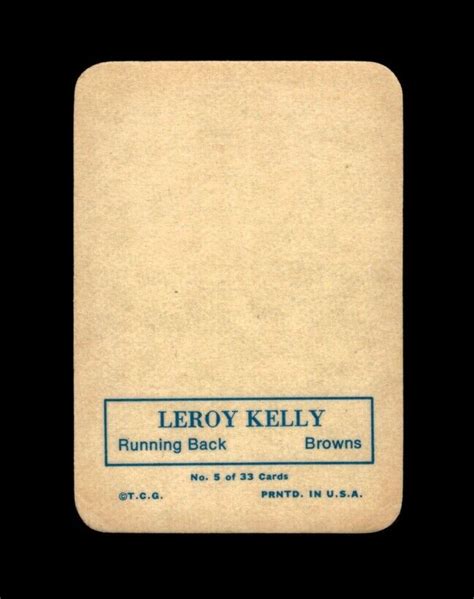 LEROY KELLY
Running Back Browns
No. 5 of 33 Cards
©T.C.G. PRNTD. IN U.S.A.